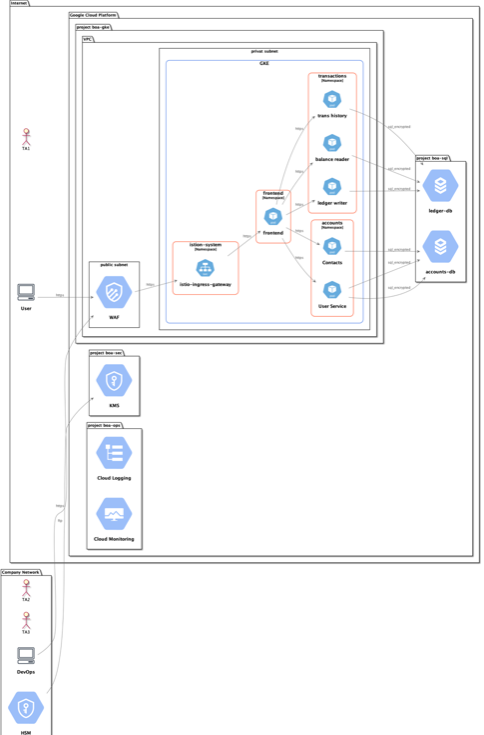 Internet
Google Cloud Platform
project boa-gke
VPC
private subnet
GKE
transactions
[Namespace]
trans history
TA1
https
sql_encrypted
balance reader
https
sql_encrypted
project boa-sql
ledger-db
frontend
[Namespace]
frontend
https
ledger writer
sql_encrypted
accounts
[Namespace]
https
Contacts
istio-system
[Namespace]
istio-ingress-gateway
https
https
sql_encrypted
accounts-db
sql_encrypted
User Service
sql_encrypted
public subnet
WAF
https
User
https
project boa-sec
KMS
project boa-ops
Cloud Logging
Cloud Monitoring
https
Company Network
TA2
TA3
DevOps
HSM